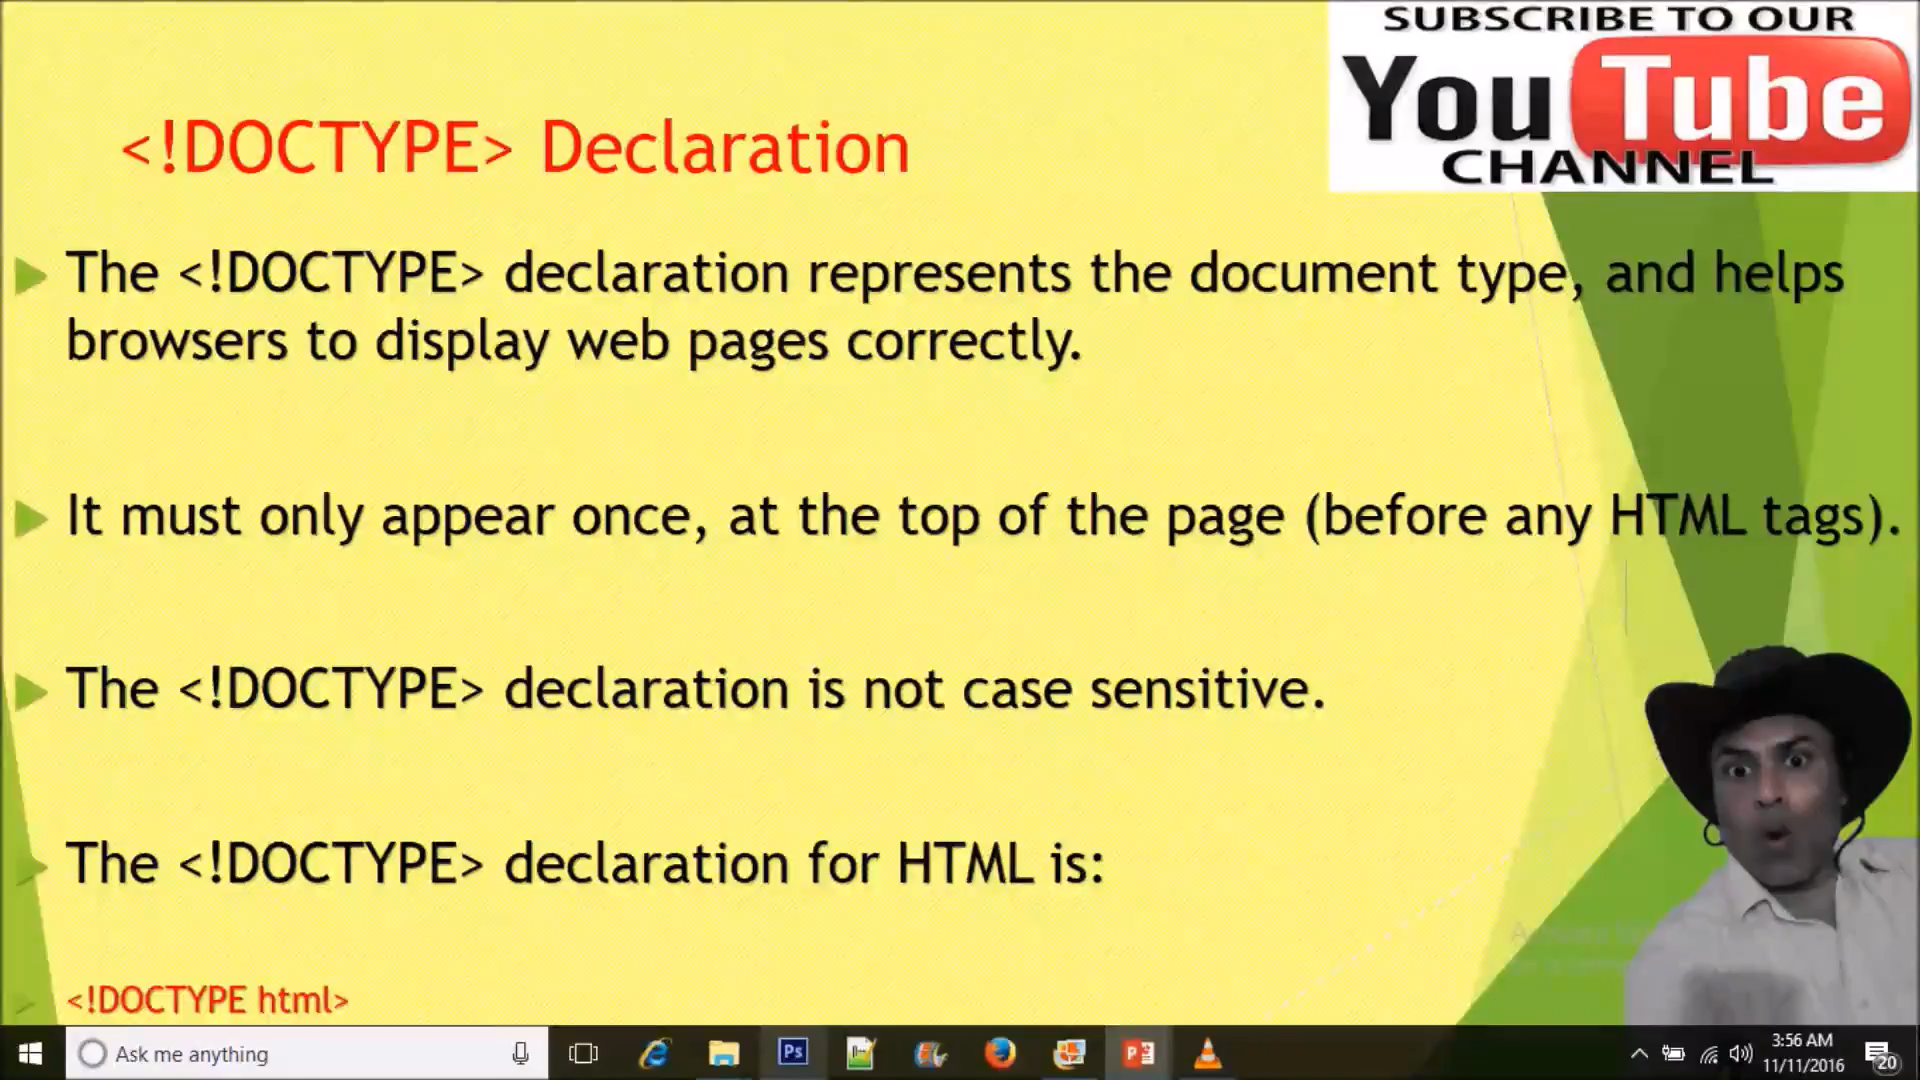 SUBSCRIBE TO OUR
YouTube
CHANNEL
<!DOCTYPE> Declaration
The <!DOCTYPE> declaration represents the document type, and helps
browsers to display web pages correctly.
It must only appear once, at the top of the page (before any HTML tags).
The <!DOCTYPE> declaration is not case sensitive.
The <!DOCTYPE> declaration for HTML is:
<!DOCTYPE html>
Ask me anything
Ps
3:56 AM
11/11/2016
20